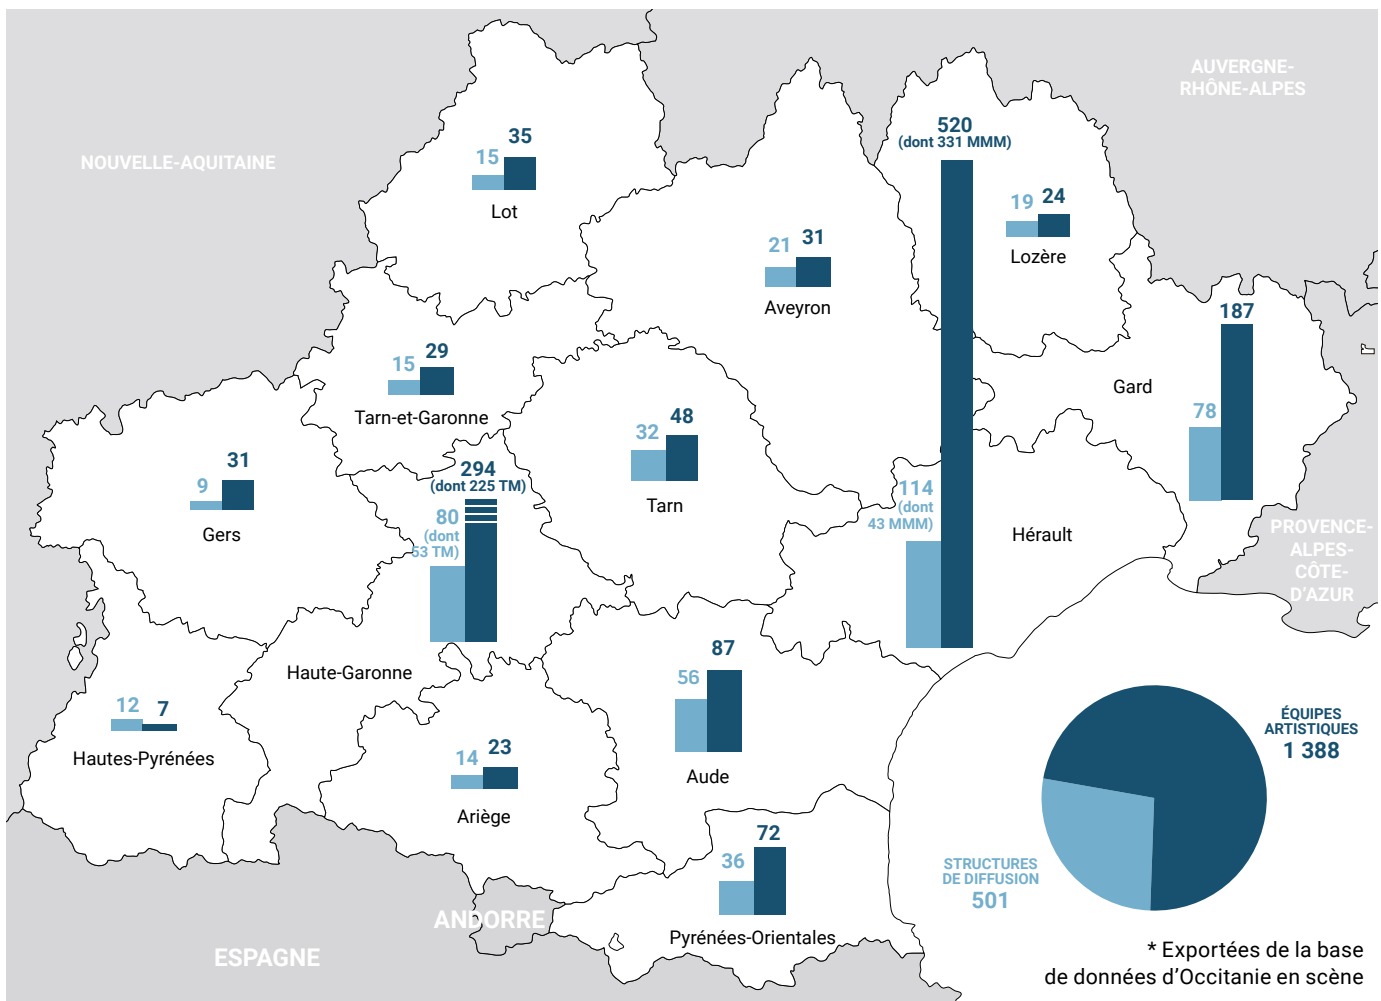 AUVERGNE-
RHÔNE-ALPES
NOUVELLE-AQUITAINE
15
35
Lot
520
(dont 331 MMM)
19
24
Lozère
21
31
Aveyron
187
78
Gard
r
15
29
Tarn-et-Garonne
32
48
Tarn
9
31
Gers
294
(dont 225 TM)
80
(dont
53 TM)
Haute-Garonne
114
(dont
43 MMM)
Hérault
PROVENCE-
ALPES-
CÔTE-
D'AZUR
12
7
Hautes-Pyrénées
14
23
Ariège
56
87
Aude
36
72
Pyrénées-Orientales
ANDORRE
ESPAGNE
ÉQUIPES
ARTISTIQUES
1 388
STRUCTURES
DE DIFFUSION
501
* Exportées de la base
de données d'Occitanie en scène